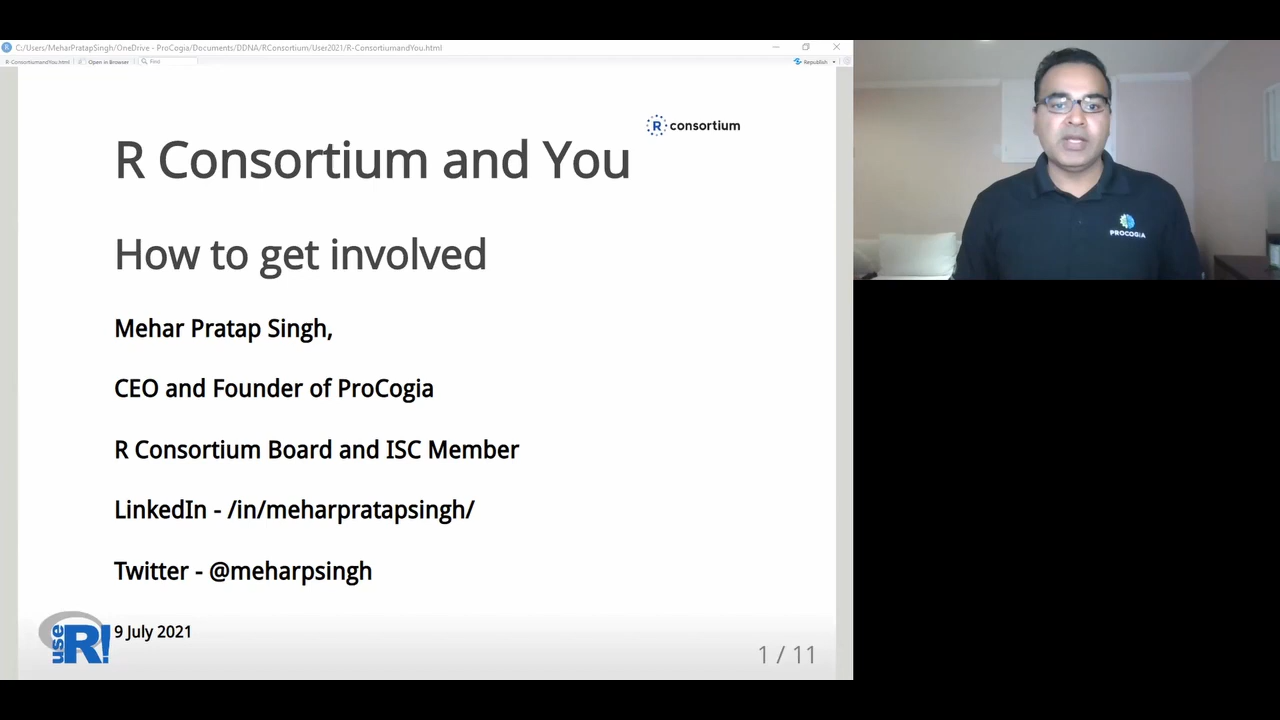 C:/Users/MeharPratapSingh/OneDrive - ProCogia/Documents/DDNA/RConsortium/User2021/R-ConsortiumandYou.html
R-ConsortiumandYou.html Open in Browser Find Republish
R consortium
R Consortium and You
How to get involved
Mehar Pratap Singh,
CEO and Founder of ProCogia
R Consortium Board and ISC Member
LinkedIn - /in/meharpratapsingh/
Twitter - @meharpsingh
9 July 2021
use R!
1 / 11
PROCOGIA